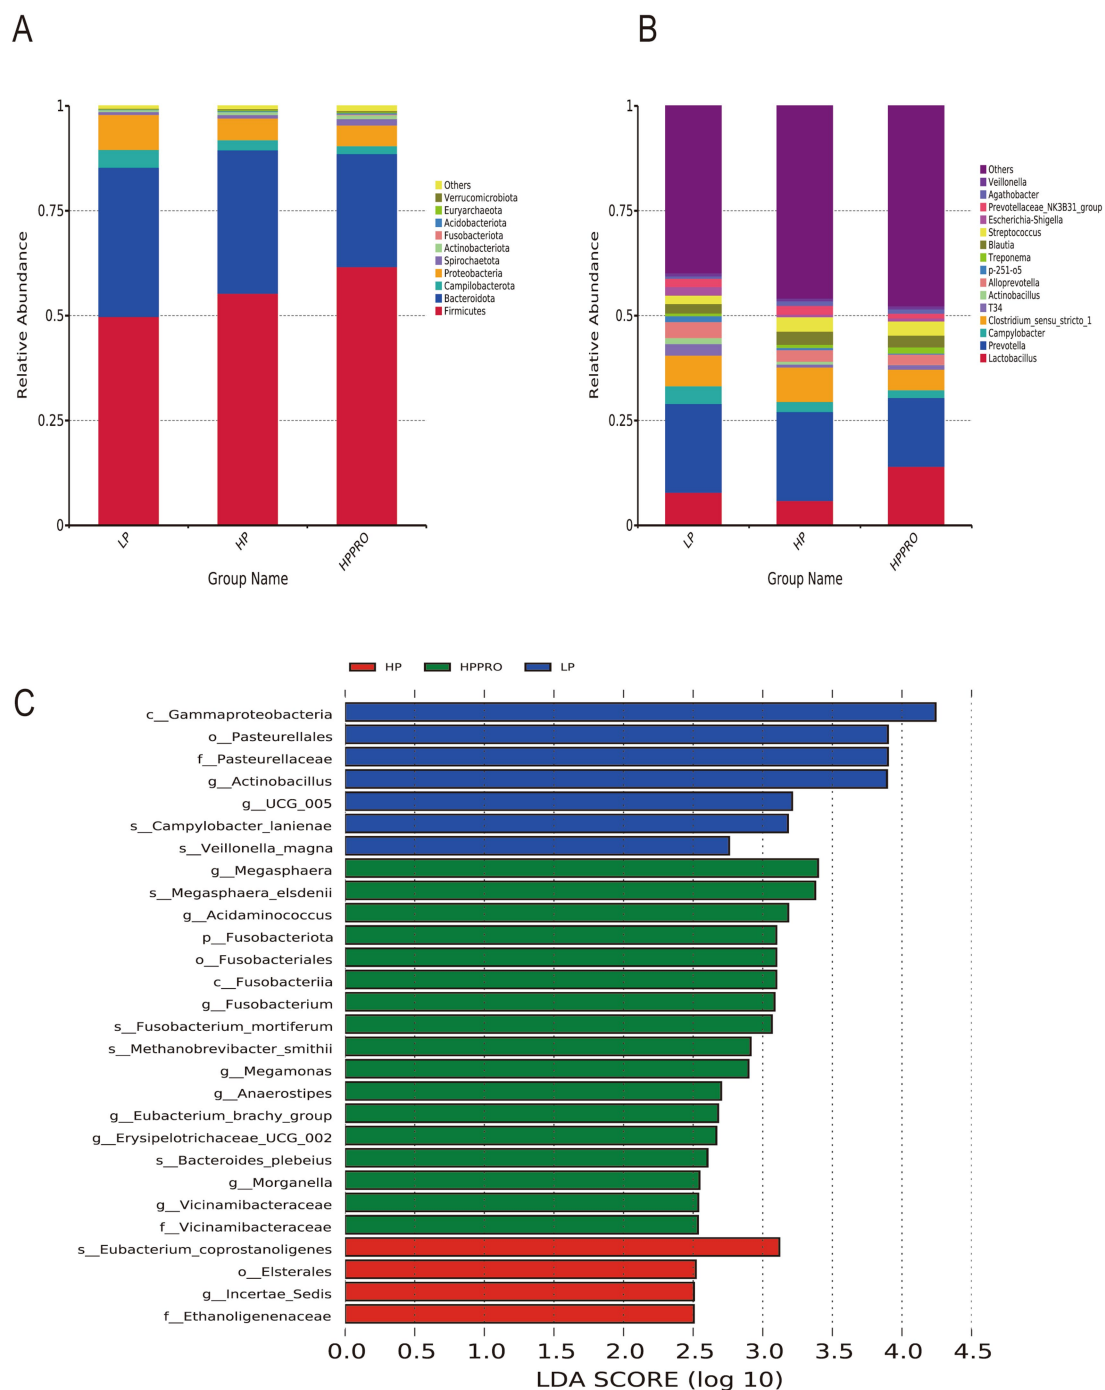 A
B
1
0.75
0.5
0.25
0
Relative Abundance
LP
HP
HPPRO
Group Name
Others
Verrucomicrobiota
Euryarchaeota
Acidobacteriota
Fusobacteriota
Actinobacteriota
Spirochaetota
Proteobacteria
Campilobacterota
Bacteroidota
Firmicutes
1
0.75
0.5
0.25
0
Relative Abundance
LP
HP
HPPRO
Group Name
Others
Veillonella
Agathobacter
Prevotellaceae_NK3B31_group
Escherichia-Shigella
Streptococcus
Blautia
Treponema
p-251-o5
Alloprevotella
Actinobacillus
T34
Clostridium_sensu_stricto_1
Campylobacter
Prevotella
Lactobacillus
C
HP HPPRO LP
c__Gammaproteobacteria
o__Pasteurellales
f__Pasteurellaceae
g__Actinobacillus
g__UCG_005
s__Campylobacter_lanienae
s__Veillonella_magna
g__Megasphaera
s__Megasphaera_elsdenii
g__Acidaminococcus
p__Fusobacteriota
o__Fusobacteriales
c__Fusobacteriia
g__Fusobacterium
s__Fusobacterium_mortiferum
s__Methanobrevibacter_smithii
g__Megamonas
g__Anaerostipes
g__Eubacterium_brachy_group
g__Erysipelotrichaceae_UCG_002
s__Bacteroides_plebeius
g__Morganella
g__Vicinamibacteraceae
f__Vicinamibacteraceae
s__Eubacterium_coprostanoligenes
o__Elsterales
g__Incertae_Sedis
f__Ethanoligenenaceae
0.0 0.5 1.0 1.5 2.0 2.5 3.0 3.5 4.0 4.5
LDA SCORE (log 10)